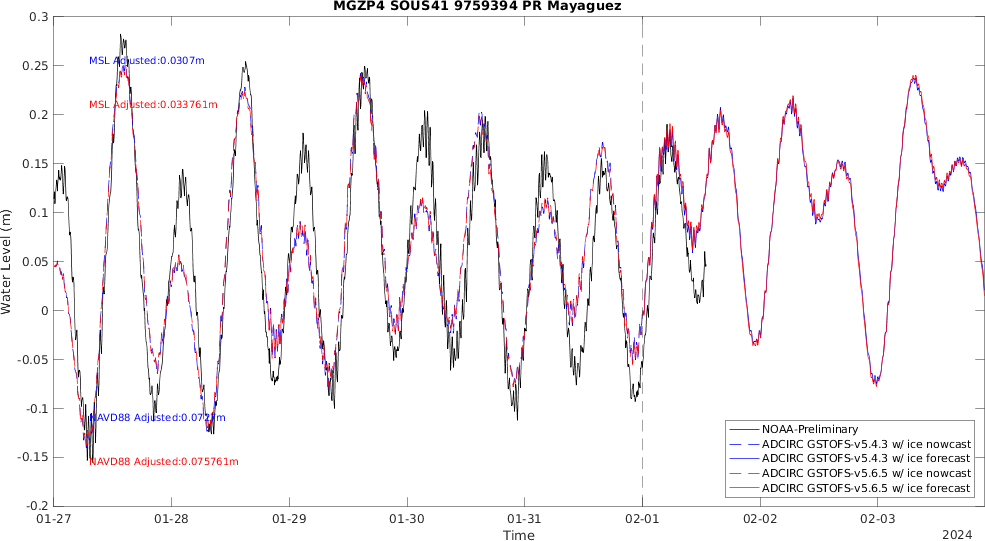 MGZP4 SOUS41 9759394 PR Mayaguez
0.3
0.25
0.2
0.15
0.1
0.05
0
-0.05
-0.1
-0.15
-0.2
Water Level (m)
MSL Adjusted:0.0307m
MSL Adjusted:0.033761m
NAVD88 Adjusted:0.0727m
NAVD88 Adjusted:0.075761m
NOAA-Preliminary
ADCIRC GSTOFS-v5.4.3 w/ ice nowcast
ADCIRC GSTOFS-v5.4.3 w/ ice forecast
ADCIRC GSTOFS-v5.6.5 w/ ice nowcast
ADCIRC GSTOFS-v5.6.5 w/ ice forecast
01-27 01-28 01-29 01-30 01-31 02-01 02-02 02-03
Time
2024